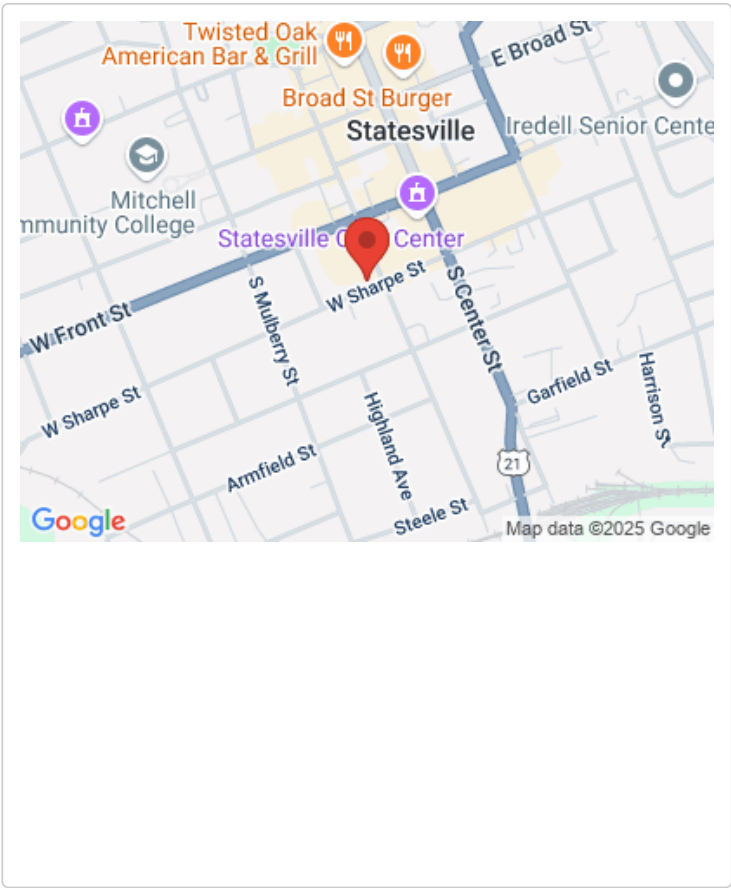 Twisted Oak
American Bar & Grill
E Broad St
Broad St Burger
Statesville
Iredell Senior Cente
Mitchell
mmunity College
Statesville C Center
W Sharpe St
S Center St
S Mulberry St
W Front St
W Sharpe St
Garfield St
Harrison St
Highland Ave
Armfield St
21
Steele St
Google
Map data ©2025 Google